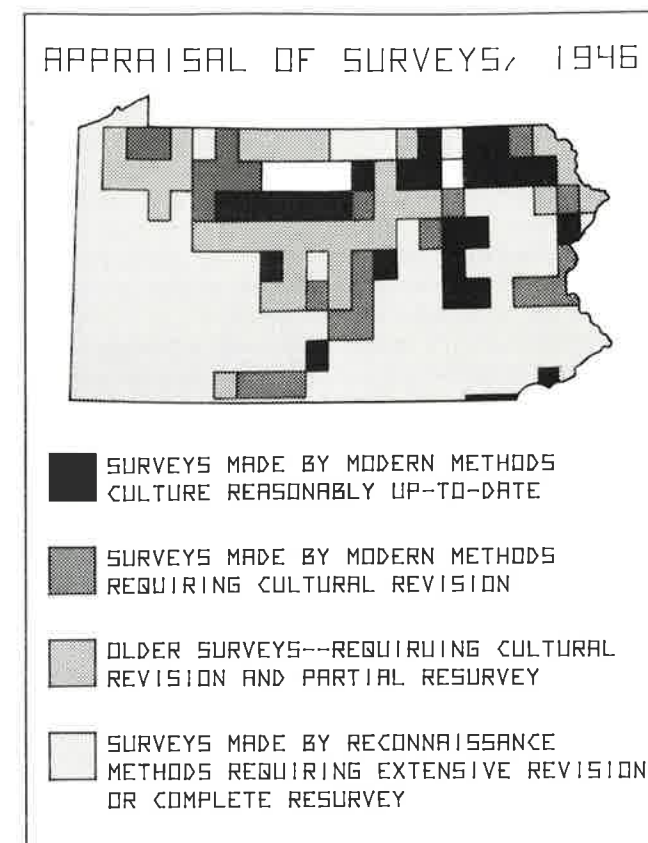 APPRAISAL OF SURVEYS, 1946
SURVEYS MADE BY MODERN METHODS
CULTURE REASONABLY UP-TO-DATE
SURVEYS MADE BY MODERN METHODS
REQUIRING CULTURAL REVISION
OLDER SURVEYS--REQUIRUING CULTURAL
REVISION AND PARTIAL RESURVEY
SURVEYS MADE BY RECONNAISSANCE
METHODS REQUIRING EXTENSIVE REVISION
OR COMPLETE RESURVEY